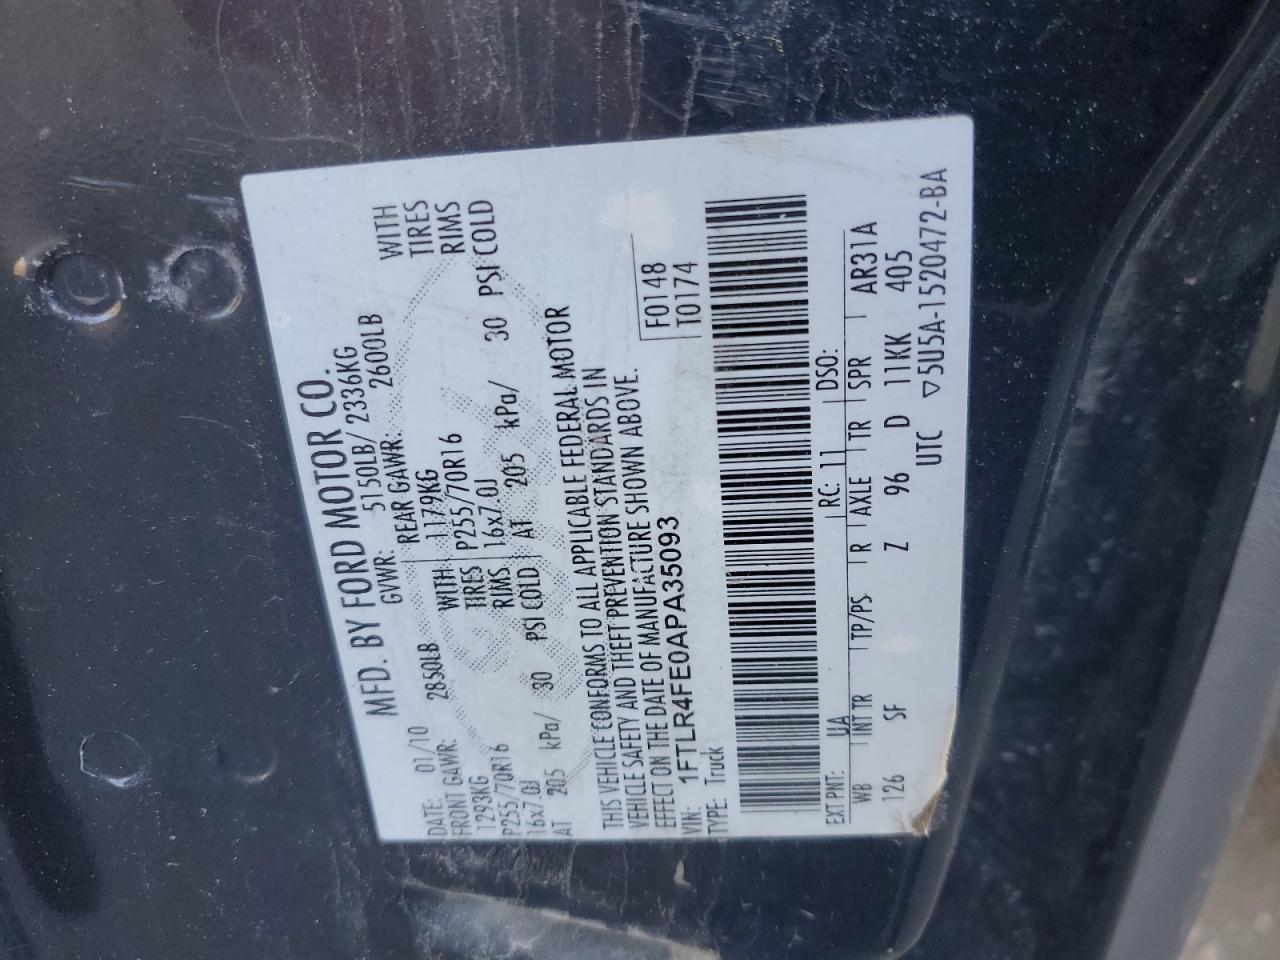 MFD. BY FORD MOTOR CO.
DATE: 01/10 GVWR: 5150LB/ 2336KG
FRONT GAWR: 2850LB REAR GAWR: 2600LB
1293KG WITH 1179KG WITH
P255/70R16 TIRES P255/70R16 TIRES
16x7.0J RIMS 16x7.0J RIMS
AT 205 kPa/ 30 PSI COLD AT 205 kPa/ 30 PSI COLD
THIS VEHICLE CONFORMS TO ALL APPLICABLE FEDERAL MOTOR
VEHICLE SAFETY AND THEFT PREVENTION STANDARDS IN
EFFECT ON THE DATE OF MANUFACTURE SHOWN ABOVE.
VIN: 1FTLR4FE0APA35093 F0148
TYPE: Truck T0174
EXT PNT: UA RC: 11 DSO:
WB INT TR TP/PS R AXLE TR SPR AR31A
126 SF Z 96 D 11KK 405
UTC ▽5U5A-1520472-BA